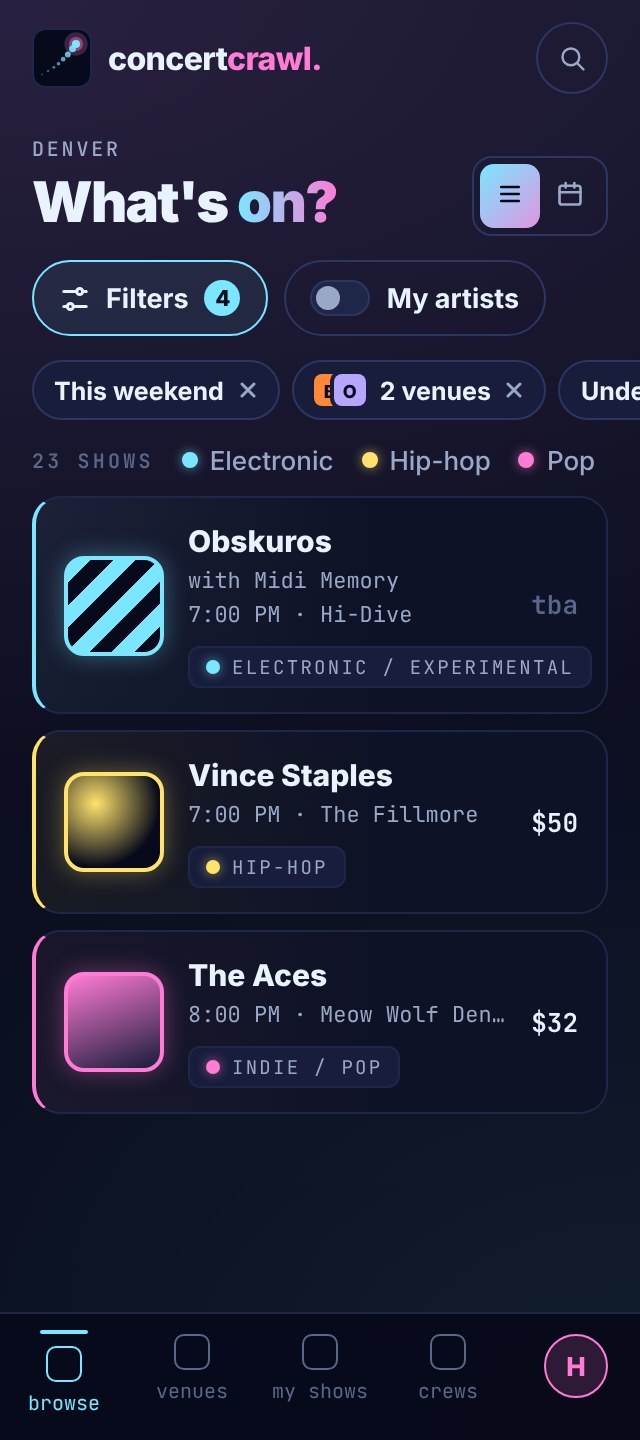 concertcrawl.
DENVER
What's on?
Filters 4
My artists
This weekend ×
O 2 venues ×
23 SHOWS Electronic Hip-hop Pop
Obskuros
with Midi Memory
7:00 PM · Hi-Dive
tba
ELECTRONIC / EXPERIMENTAL
Vince Staples
7:00 PM · The Fillmore
$50
HIP-HOP
The Aces
8:00 PM · Meow Wolf Den…
$32
INDIE / POP
browse venues my shows crews H